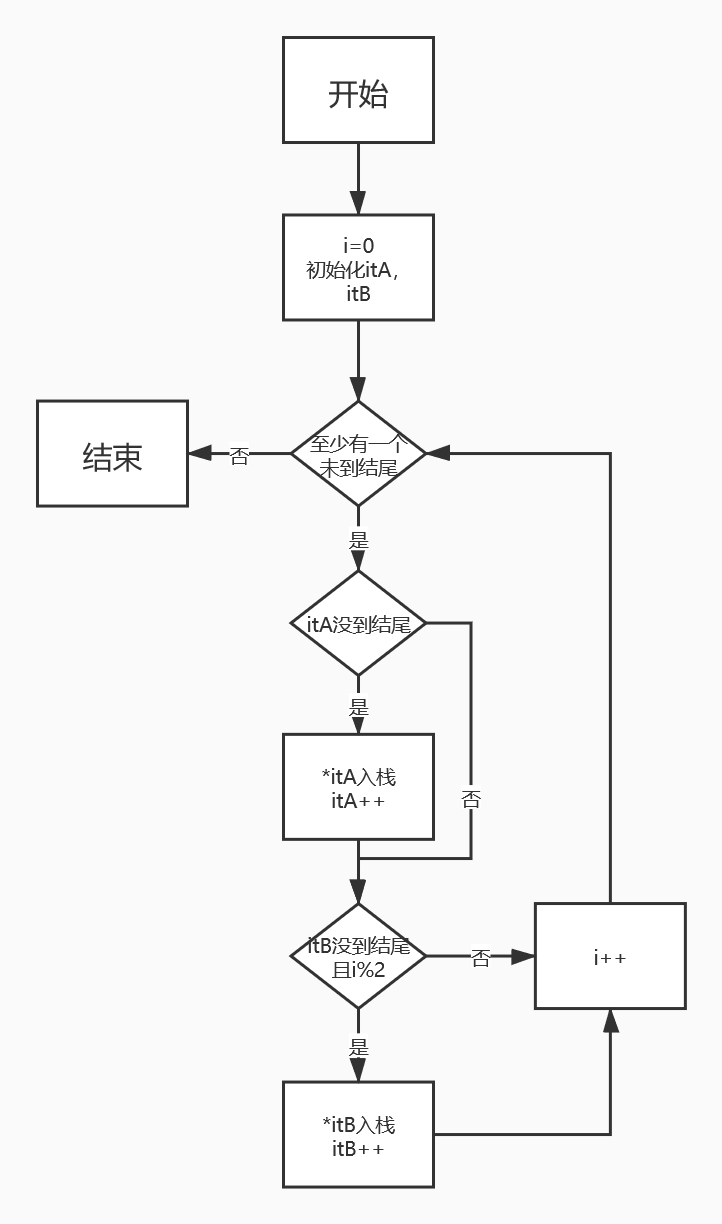 开始
i=0
初始化itA,
itB
至少有一个
未到结尾
否
结束
是
itA没到结尾
是
*itA入栈
itA++
否
itB没到结尾
且i%2
否
i++
是
*itB入栈
itB++